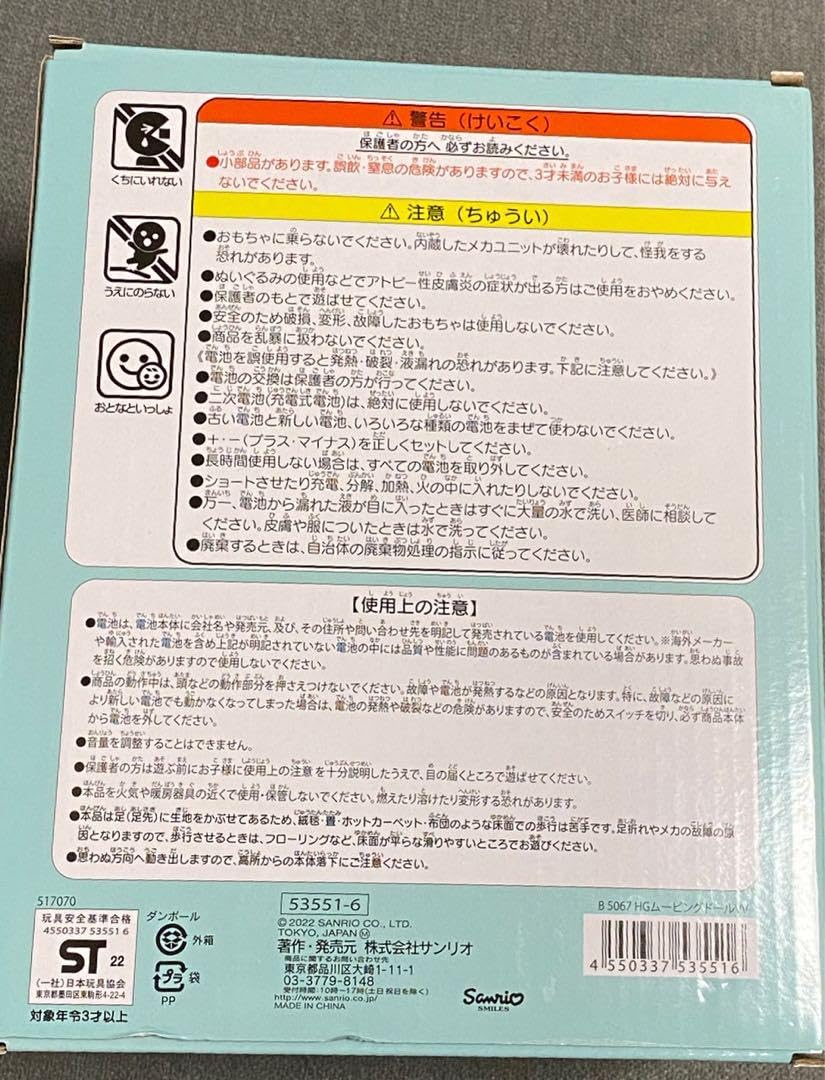 くちにいれない
うえにのらない
おとなといっしょ
⚠ 警告（けいこく）
保護者の方へ 必ずお読みください。
●小部品があります。誤飲・窒息の危険がありますので、3才未満のお子様には絶対に与え
ないでください。
⚠ 注意（ちゅうい）
●おもちゃに乗らないでください。内蔵したメカユニットが壊れたりして、怪我をする
恐れがあります。
●ぬいぐるみの使用などでアトピー性皮膚炎の症状が出る方はご使用をおやめください。
●保護者のもとで遊ばせてください。
●安全のため破損、変形、故障したおもちゃは使用しないでください。
●商品を乱暴に扱わないでください。
《電池を誤使用すると発熱・破裂・液漏れの恐れがあります。下記に注意してください。》
●電池の交換は保護者の方が行ってください。
●二次電池(充電式電池)は、絶対に使用しないでください。
●古い電池と新しい電池、いろいろな種類の電池をまぜて使わないでください。
●＋・－(プラス・マイナス)を正しくセットしてください。
●長時間使用しない場合は、すべての電池を取り外してください。
●ショートさせたり充電、分解、加熱、火の中に入れたりしないでください。
●万一、電池から漏れた液が目に入ったときはすぐに大量の水で洗い、医師に相談して
ください。皮膚や服についたときは水で洗ってください。
●廃棄するときは、自治体の廃棄物処理の指示に従ってください。
【使用上の注意】
●電池は、電池本体に会社名や発売元、及び、その住所や問い合わせ先を明記して発売されている電池を使用してください。※海外メーカー
や輸入された電池を含め上記が明記されていない電池の中には品質や性能に問題のあるものが含まれている場合があります。思わぬ事故
を招く危険がありますので使用しないでください。
●商品の動作中は、頭などの動作部分を押さえつけないでください。故障や電池が発熱するなどの原因となります。特に、故障などの原因に
より新しい電池でも動かなくなってしまった場合は、電池の発熱や破裂などの危険がありますので、安全のためスイッチを切り、必ず商品本体
から電池を外してください。
●音量を調整することはできません。
●保護者の方は遊ぶ前にお子様に使用上の注意を十分説明したうえで、目の届くところで遊ばせてください。
●本品を火気や暖房器具の近くで使用・保管しないでください。燃えたり溶けたり変形する恐れがあります。
●本品は足(足先)に生地をかぶせてあるため、絨毯・畳・ホットカーペット・布団のような床面での歩行は苦手です。足折れやメカの故障の原
因となりますので、歩行させるときは、フローリングなど、床面が平らな滑りやすいところでお遊びください。
●思わぬ方向へ動き出しますので、高所からの本体落下にご注意ください。
517070
玩具安全基準合格
4550337 53551 6
ST 22
(一社)日本玩具協会
東京都墨田区東駒形4-22-4
対象年令3才以上
ダンボール
外箱
プラ 袋
PP
53551-6
©2022 SANRIO CO., LTD.
TOKYO, JAPAN Ⓜ
著作・発売元 株式会社サンリオ
商品に関するお問い合わせ先
東京都品川区大崎1-11-1
03-3779-8148
受付時間：10時～17時(土日祝日を除く)
http://www.sanrio.co.jp/
MADE IN CHINA
Sanrio
SMILES
B 5067 HGムービングドール
4 550337 535516